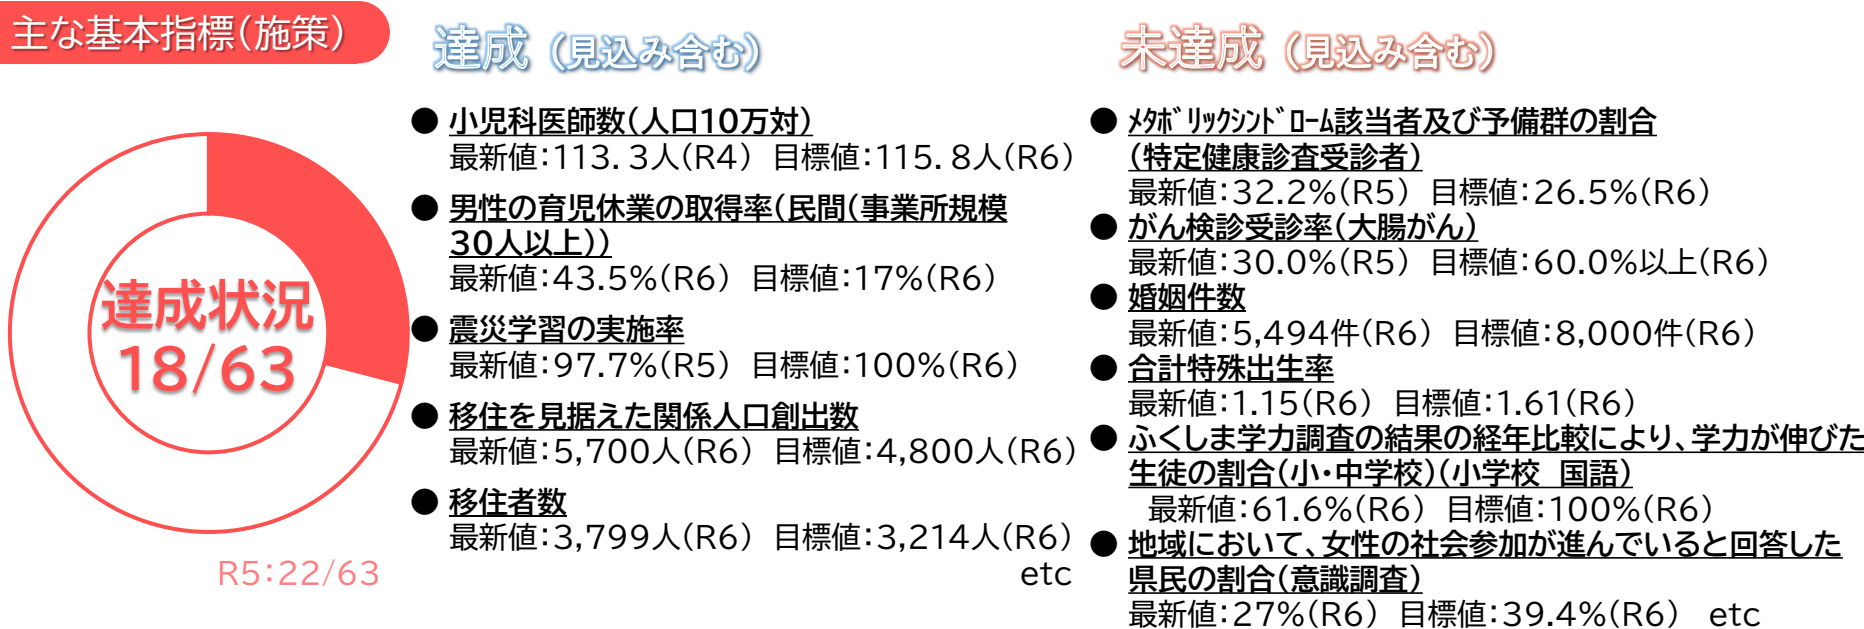 主な基本指標（施策）
達成状況
18/63
R5：22/63
達成（見込み含む）
● 小児科医師数（人口10万対）
最新値：113．3人(R4) 目標値：115．8人(R6)
● 男性の育児休業の取得率（民間（事業所規模
30人以上））
最新値：43.5%(R6) 目標値：17%(R6)
● 震災学習の実施率
最新値：97.7%(R5) 目標値：100%(R6)
● 移住を見据えた関係人口創出数
最新値：5,700人(R6) 目標値：4,800人(R6)
● 移住者数
最新値：3,799人(R6) 目標値：3,214人(R6)
etc
未達成（見込み含む）
● ﾒﾀﾎﾞﾘｯｸｼﾝﾄﾞﾛｰﾑ該当者及び予備群の割合
（特定健康診査受診者）
最新値：32.2%(R5) 目標値：26.5%(R6)
● がん検診受診率（大腸がん）
最新値：30.0%(R5) 目標値：60.0%以上(R6)
● 婚姻件数
最新値：5,494件(R6) 目標値：8,000件(R6)
● 合計特殊出生率
最新値：1.15(R6) 目標値：1.61(R6)
● ふくしま学力調査の結果の経年比較により、学力が伸びた
生徒の割合（小・中学校）（小学校　国語）
最新値：61.6%(R6) 目標値：100%(R6)
● 地域において、女性の社会参加が進んでいると回答した
県民の割合（意識調査）
最新値：27%(R6) 目標値：39.4%(R6)　etc